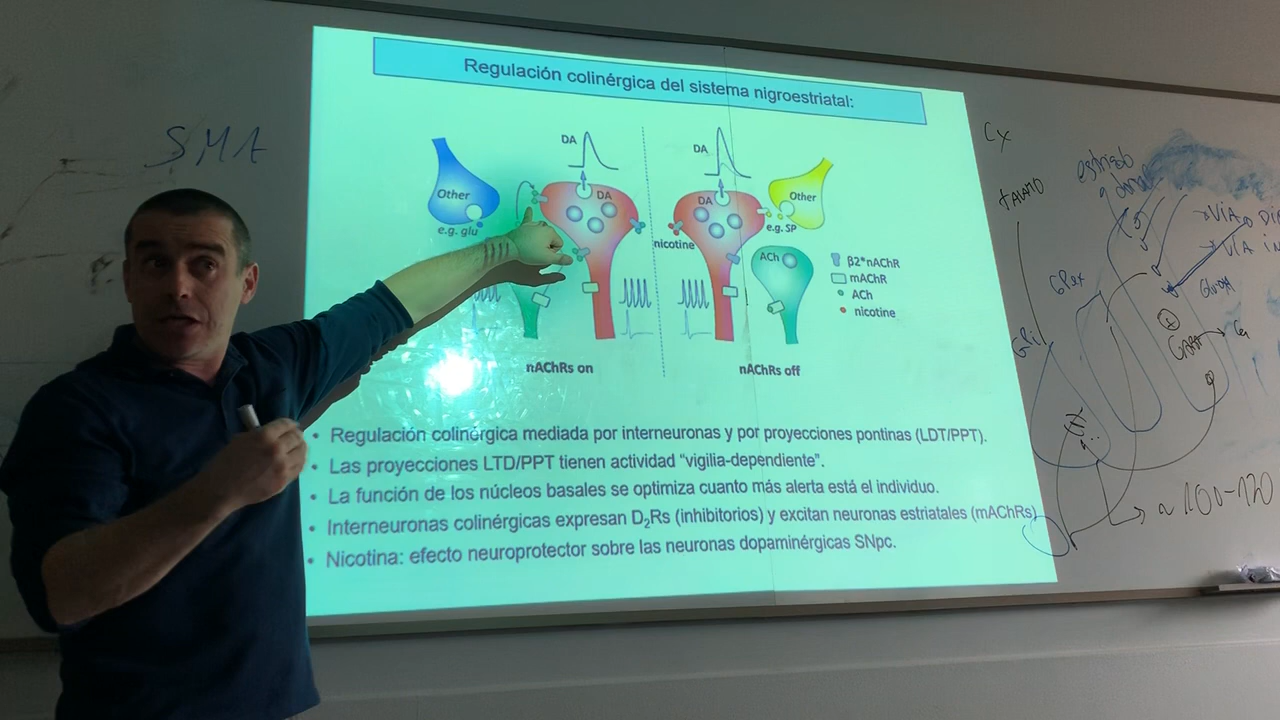 SMA
Regulación colinérgica del sistema nigroestriatal:
DA
Other
e.g. glu
DA
nAChRs on
DA
DA
nicotine
Other
e.g. SP
ACh
nAChRs off
β2*nAChR
mAChR
ACh
nicotine
• Regulación colinérgica mediada por interneuronas y por proyecciones pontinas (LDT/PPT).
• Las proyecciones LTD/PPT tienen actividad “vigilia-dependiente”.
• La función de los núcleos basales se optimiza cuanto más alerta está el individuo.
• Interneuronas colinérgicas expresan D₂Rs (inhibitorios) y excitan neuronas estriatales (mAChRs)
• Nicotina: efecto neuroprotector sobre las neuronas dopaminérgicas SNpc.
Cx
tálamo
VÍA
VÍA
GPex
GPi
GABA
~ 100-120